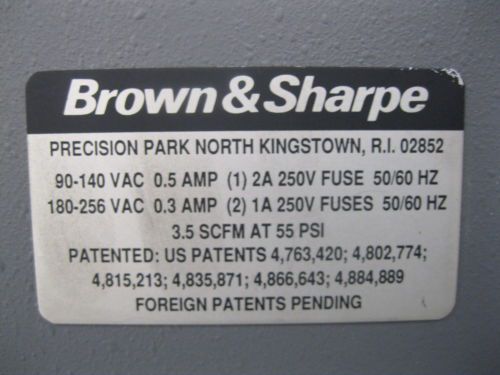 Brown & Sharpe
PRECISION PARK NORTH KINGSTOWN, R.I. 02852
90-140 VAC 0.5 AMP (1) 2A 250V FUSE 50/60 HZ
180-256 VAC 0.3 AMP (2) 1A 250V FUSES 50/60 HZ
3.5 SCFM AT 55 PSI
PATENTED: US PATENTS 4,763,420; 4,802,774;
4,815,213; 4,835,871; 4,866,643; 4,884,889
FOREIGN PATENTS PENDING